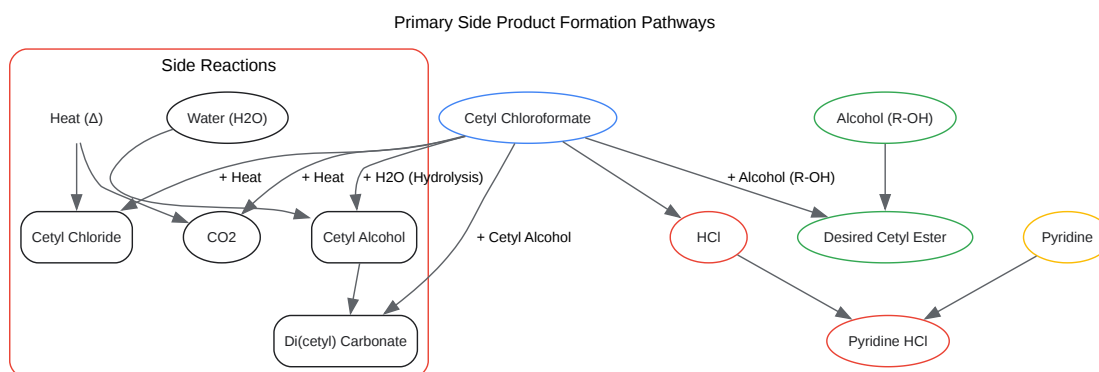 Primary Side Product Formation Pathways
Side Reactions
Heat (Δ)
Water (H2O)
Cetyl Chloroformate
Alcohol (R-OH)
+ Heat
+ Heat
+ H2O (Hydrolysis)
+ Alcohol (R-OH)
Cetyl Chloride
CO2
Cetyl Alcohol
+ Cetyl Alcohol
HCl
Desired Cetyl Ester
Pyridine
Di(cetyl) Carbonate
Pyridine HCl